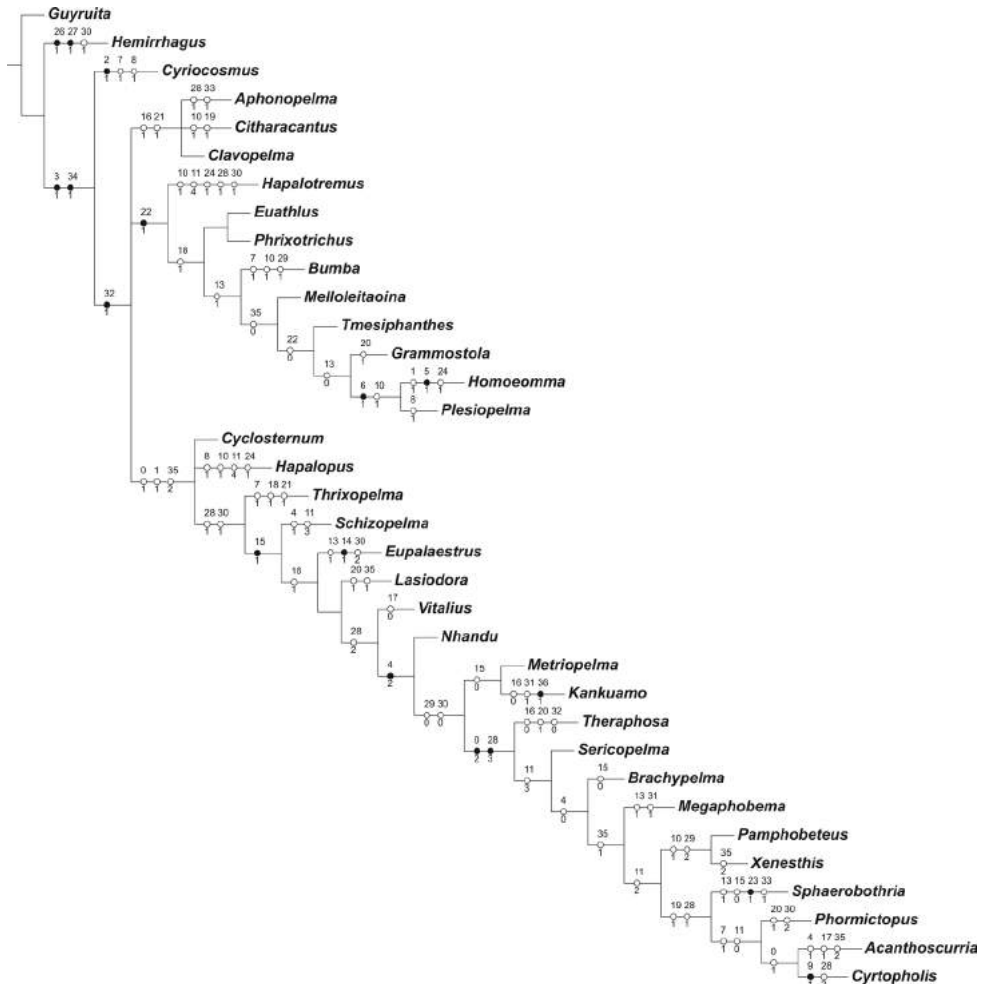 Guyruita
26 27 30
1 1 1
Hemirrhagus
2 7 8
1 1 1
Cyriocosmus
28 33
1 1
Aphonopelma
16 21
1 1
10 19
1 1
Citharacantus
Clavopelma
3 34
1 1
10 11 24 28 30
1 4 1 1 1
Hapalotremus
22
1
Euathlus
18
1
Phrixotrichus
7 10 29
1 1 1
Bumba
13
1
Melloleitaoina
32
1
35
0
Tmesiphanthes
22
0
20
1
Grammostola
13
0
1 5 24
1 1 1
Homoeomma
6 10
1 1
8
1
Plesiopelma
Cyclosternum
0 1 35
1 1 2
8 10 11 24
1 1 4 1
Hapalopus
7 18 21
1 1 1
Thrixopelma
28 30
1 1
4 11
1 3
Schizopelma
15
1
13 14 30
1 1 2
Eupalaestrus
16
1
20 35
1 1
Lasiodora
17
0
Vitalius
28
2
Nhandu
4
2
15
0
Metriopelma
16 31 36
0 1 1
Kankuamo
29 30
0 0
16 20 32
0 1 0
Theraphosa
0 28
2 3
Sericopelma
11
3
15
0
Brachypelma
4
0
13 31
1 1
Megaphobema
35
1
10 29
1 2
Pamphobeteus
35
2
Xenesthis
11
2
13 15 23 33
1 0 1 1
Sphaerobothria
19 28
1 1
20 30
1 2
Phormictopus
7 11
1 0
4 17 35
1 1 2
Acanthoscurria
0
1
9 28
Cyrtopholis